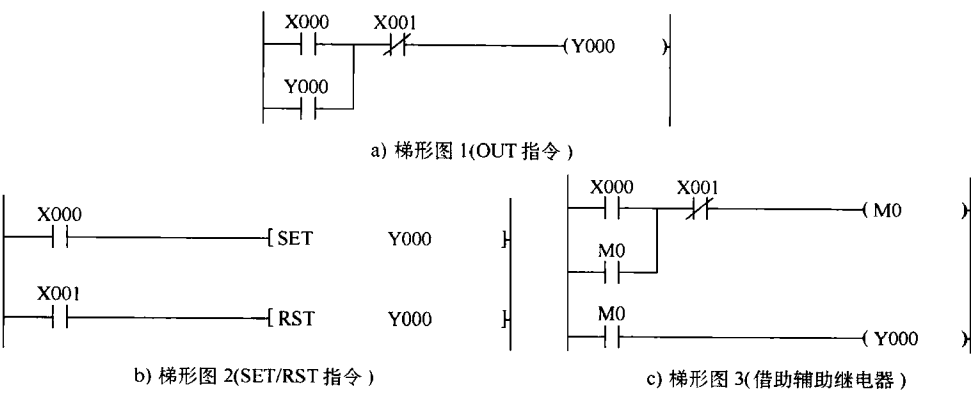 X000 X001
(Y000 )
Y000
a) 梯形图 1(OUT 指令)
X000
[SET Y000 ]
X001
[RST Y000 ]
b) 梯形图 2(SET/RST 指令)
X000 X001
(M0 )
M0
M0
(Y000 )
c) 梯形图 3(借助辅助继电器)